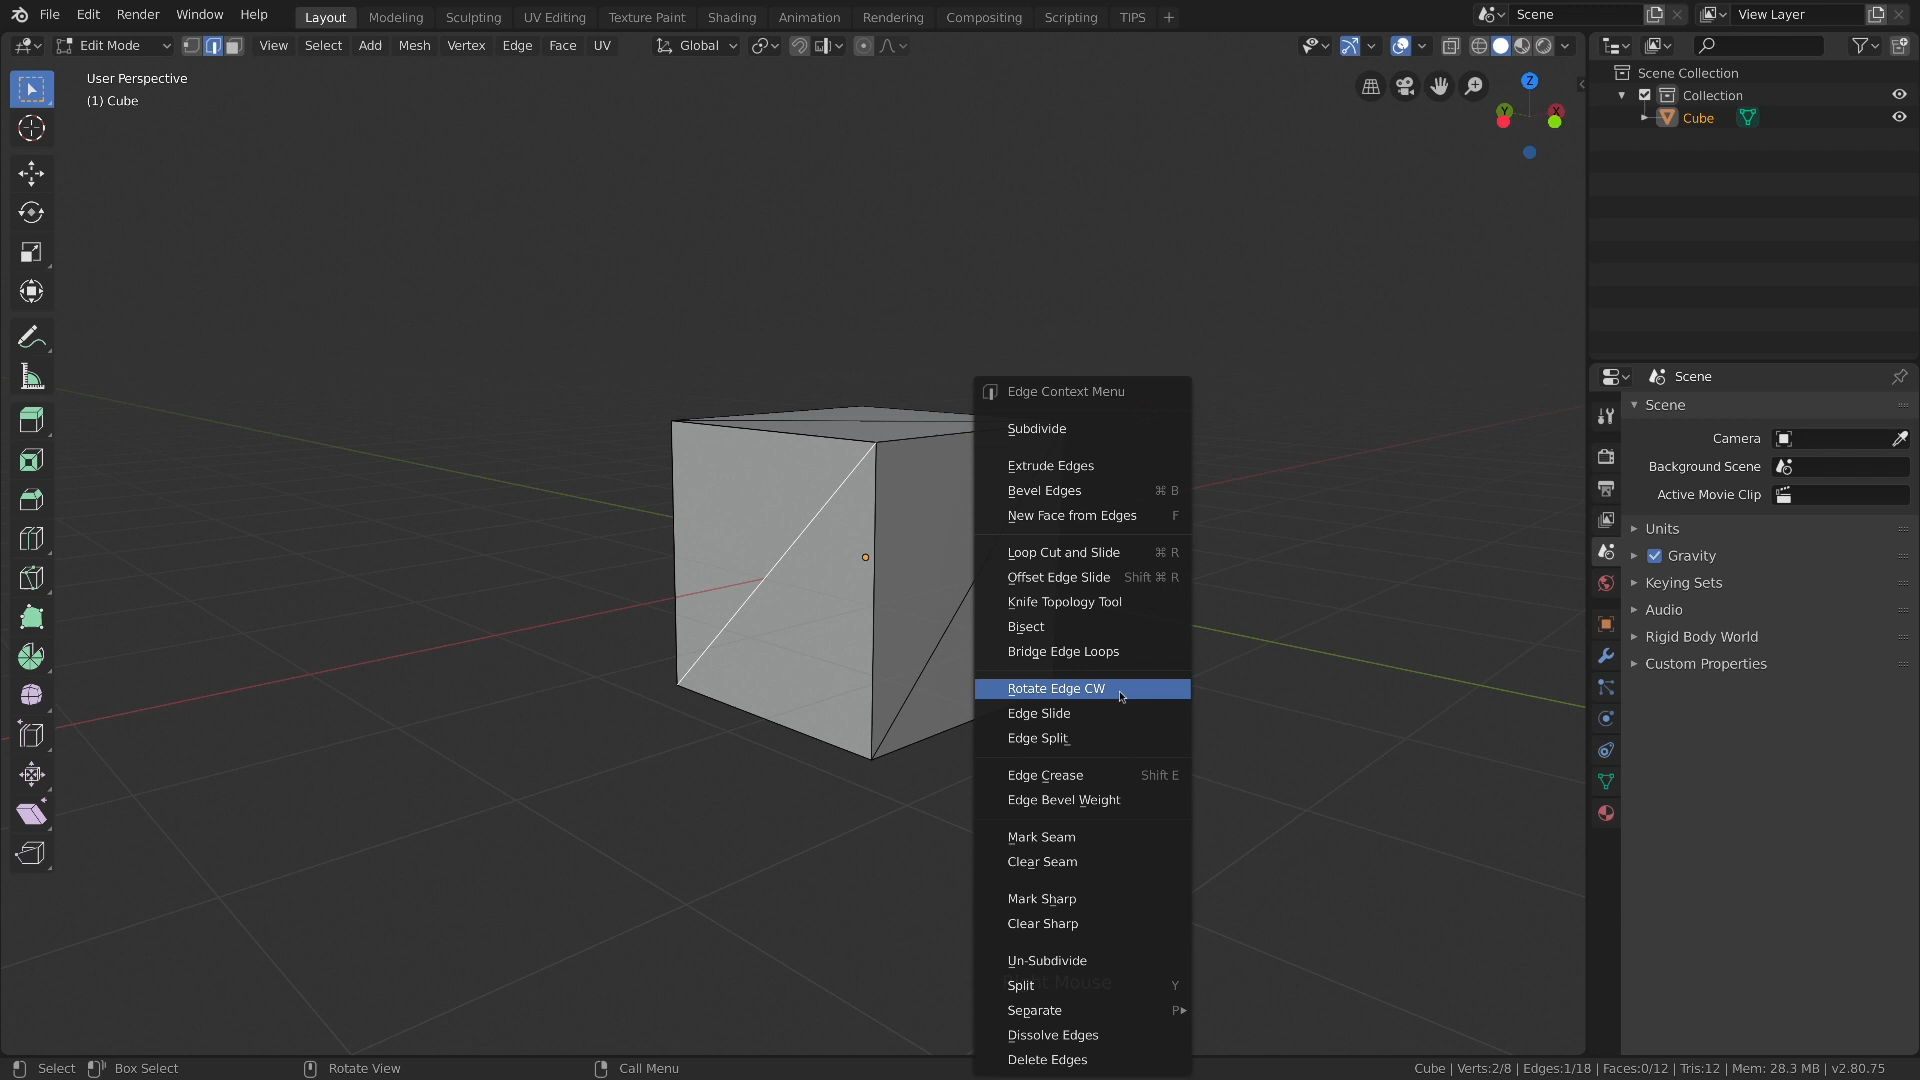 File Edit Render Window Help Layout Modeling Sculpting UV Editing Texture Paint Shading Animation Rendering Compositing Scripting TIPS + Scene View Layer
Edit Mode View Select Add Mesh Vertex Edge Face UV Global
User Perspective
(1) Cube
Z
Y X
Scene Collection
Collection
Cube
Edge Context Menu
Subdivide
Extrude Edges
Bevel Edges ⌘ B
New Face from Edges F
Loop Cut and Slide ⌘ R
Offset Edge Slide Shift ⌘ R
Knife Topology Tool
Bisect
Bridge Edge Loops
Rotate Edge CW
Edge Slide
Edge Split
Edge Crease Shift E
Edge Bevel Weight
Mark Seam
Clear Seam
Mark Sharp
Clear Sharp
Un-Subdivide
Split Y
Separate P
Dissolve Edges
Delete Edges
Scene
Scene
Camera
Background Scene
Active Movie Clip
Units
Gravity
Keying Sets
Audio
Rigid Body World
Custom Properties
Select Box Select Rotate View Call Menu Cube | Verts:2/8 | Edges:1/18 | Faces:0/12 | Tris:12 | Mem: 28.3 MB | v2.80.75